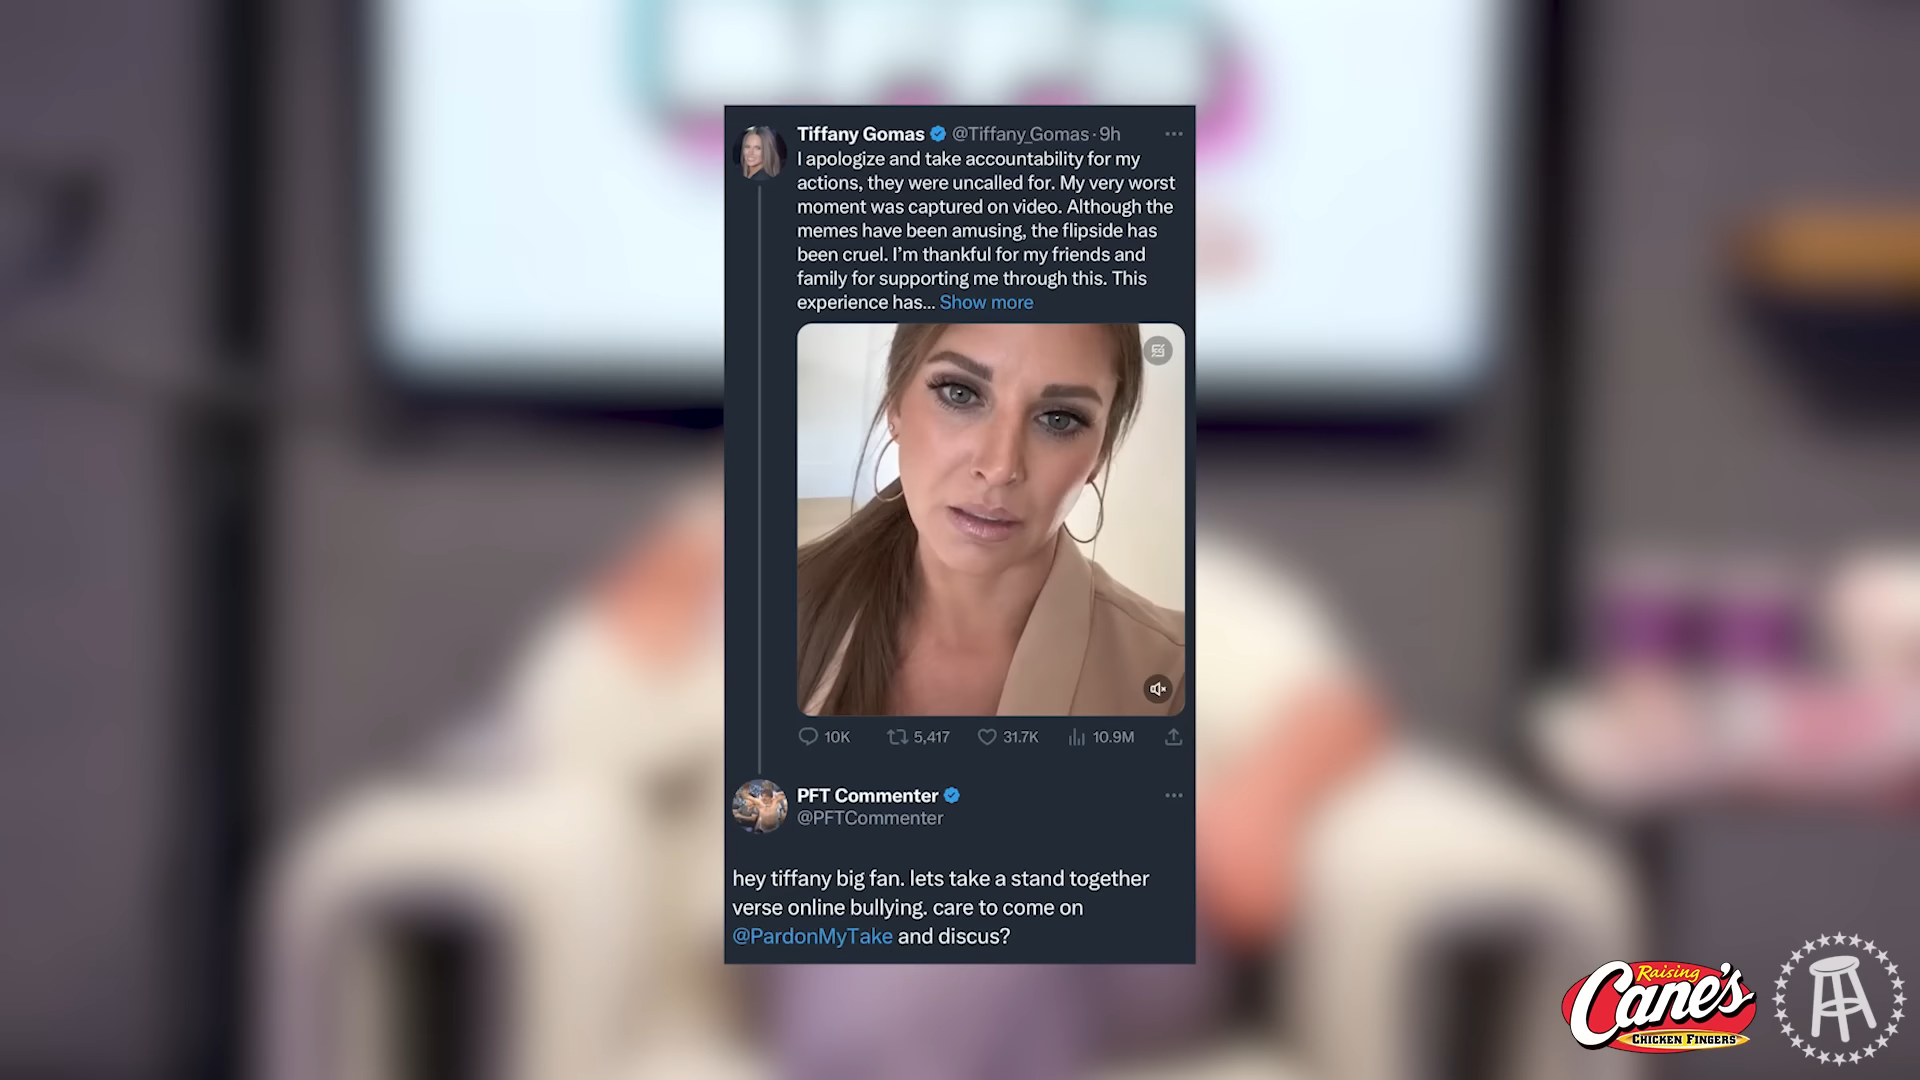 Tiffany Gomas @Tiffany_Gomas · 9h
I apologize and take accountability for my
actions, they were uncalled for. My very worst
moment was captured on video. Although the
memes have been amusing, the flipside has
been cruel. I’m thankful for my friends and
family for supporting me through this. This
experience has... Show more
10K 5,417 31.7K 10.9M
PFT Commenter
@PFTCommenter
hey tiffany big fan. lets take a stand together
verse online bullying. care to come on
@PardonMyTake and discus?
Raising
Cane's
CHICKEN FINGERS